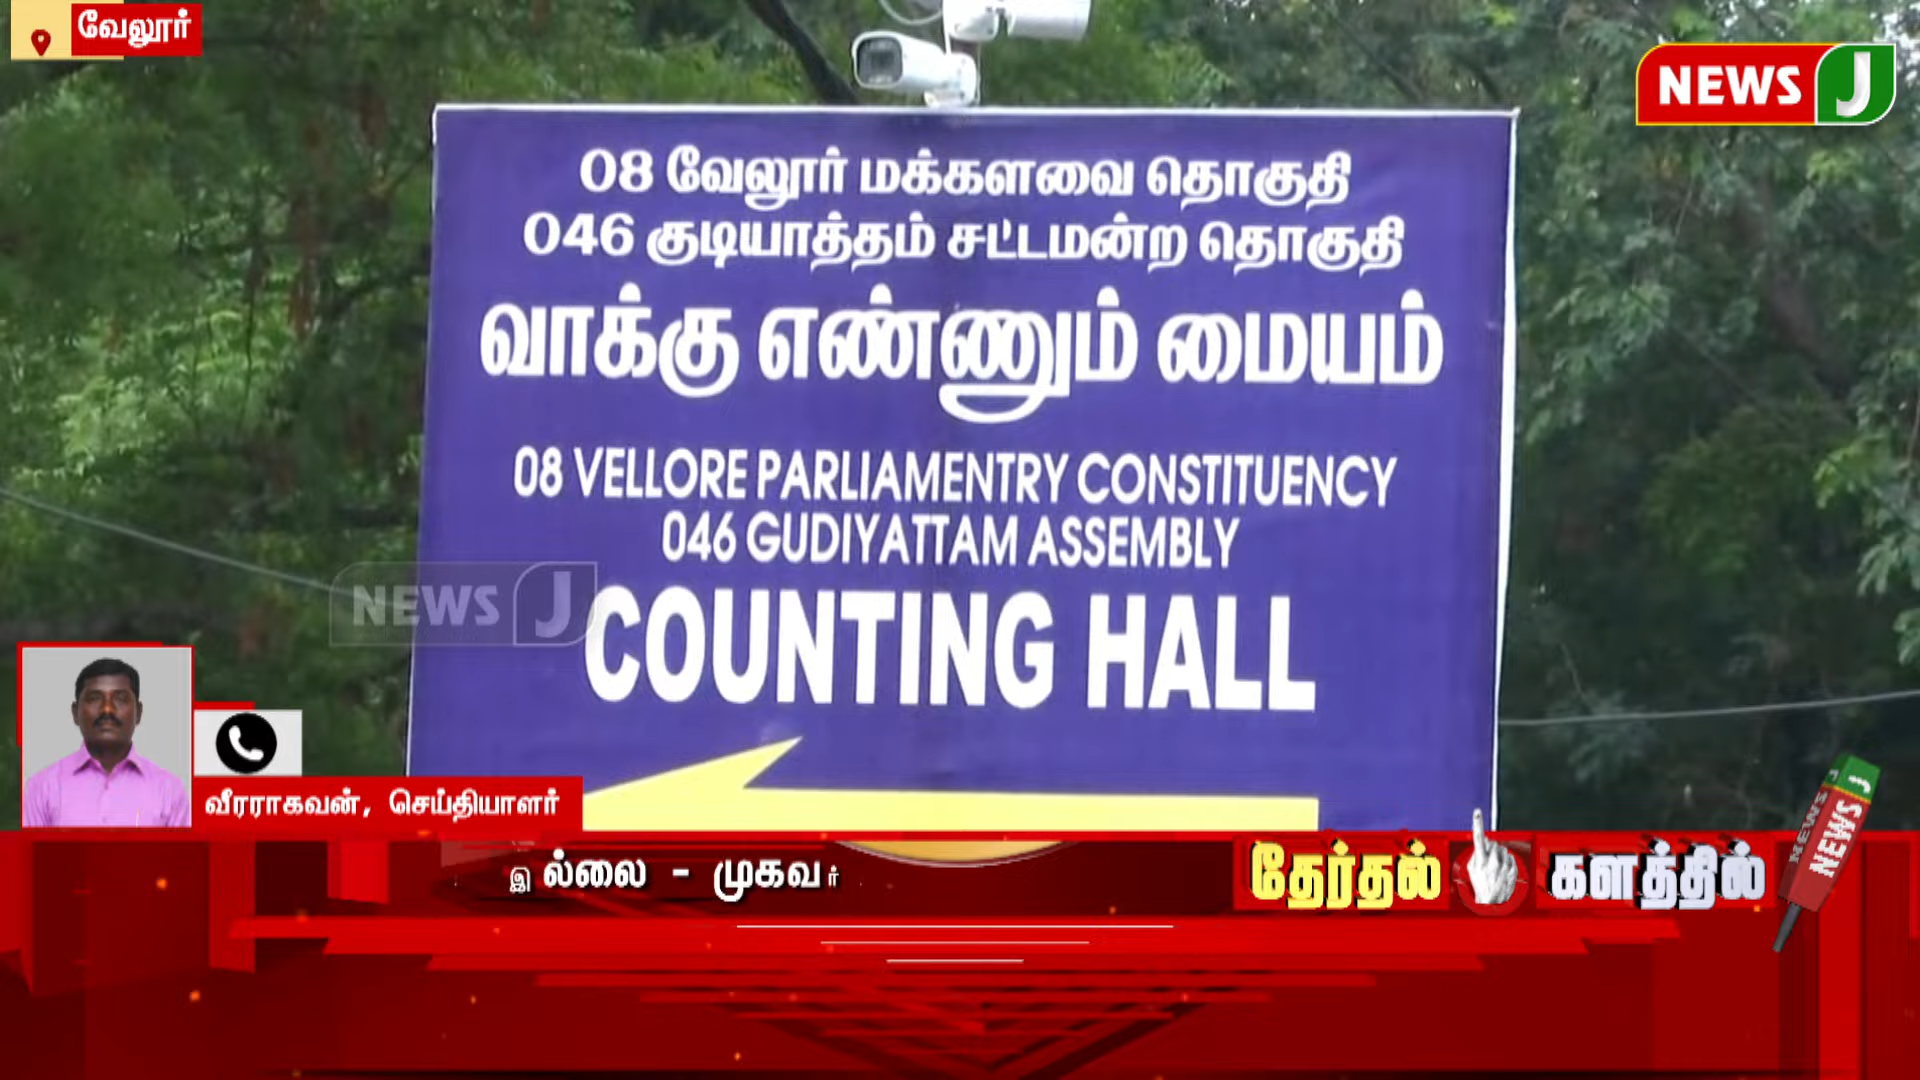 வேலூர்
NEWS J
08 வேலூர் மக்களவை தொகுதி
046 குடியாத்தம் சட்டமன்ற தொகுதி
வாக்கு எண்ணும் மையம்
08 VELLORE PARLIAMENTRY CONSTITUENCY
046 GUDIYATTAM ASSEMBLY
COUNTING HALL
NEWS J
வீரராகவன், செய்தியாளர்
இல்லை - முகவர்
தேர்தல் களத்தில்
NEWS J
NEWS